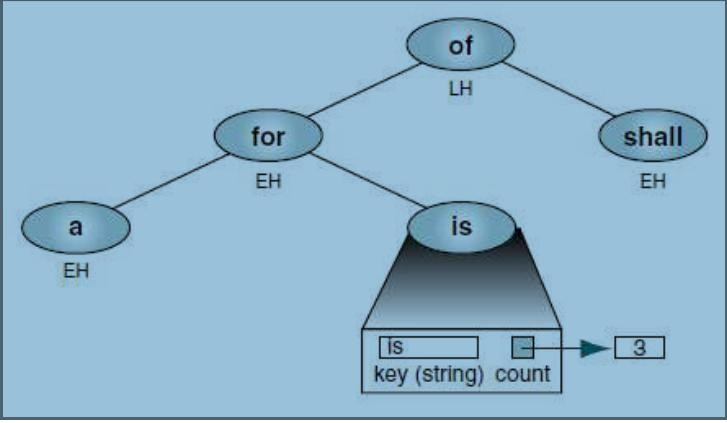 of
LH
for
shall
EH
EH
a
is
EH
is
3
key (string) count